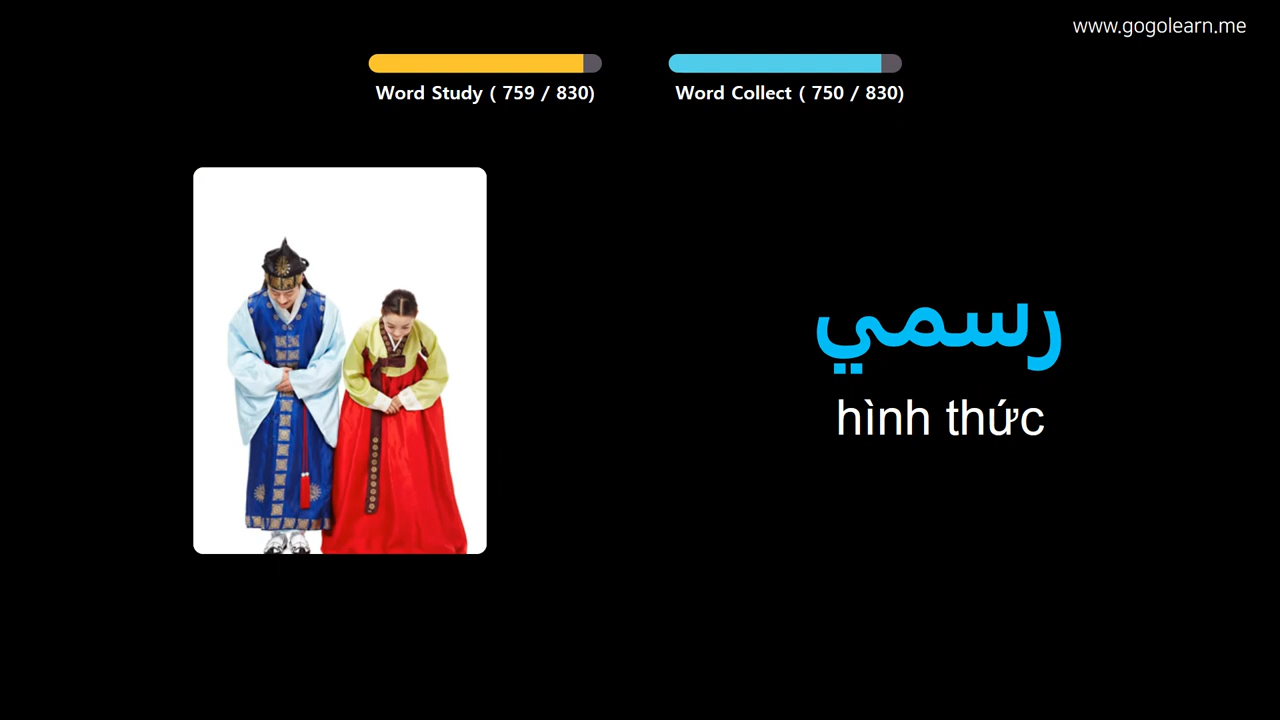 www.gogolearn.me
Word Study ( 759 / 830)
Word Collect ( 750 / 830)
رسمي
hình thức